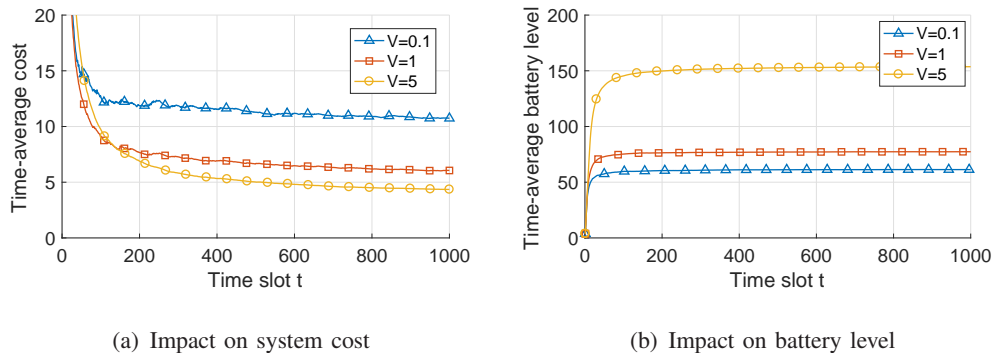 20
15
10
5
0
0 200 400 600 800 1000
Time-average cost
Time slot t
V=0.1
V=1
V=5
(a) Impact on system cost
200
150
100
50
0
0 200 400 600 800 1000
Time-average battery level
Time slot t
V=0.1
V=1
V=5
(b) Impact on battery level